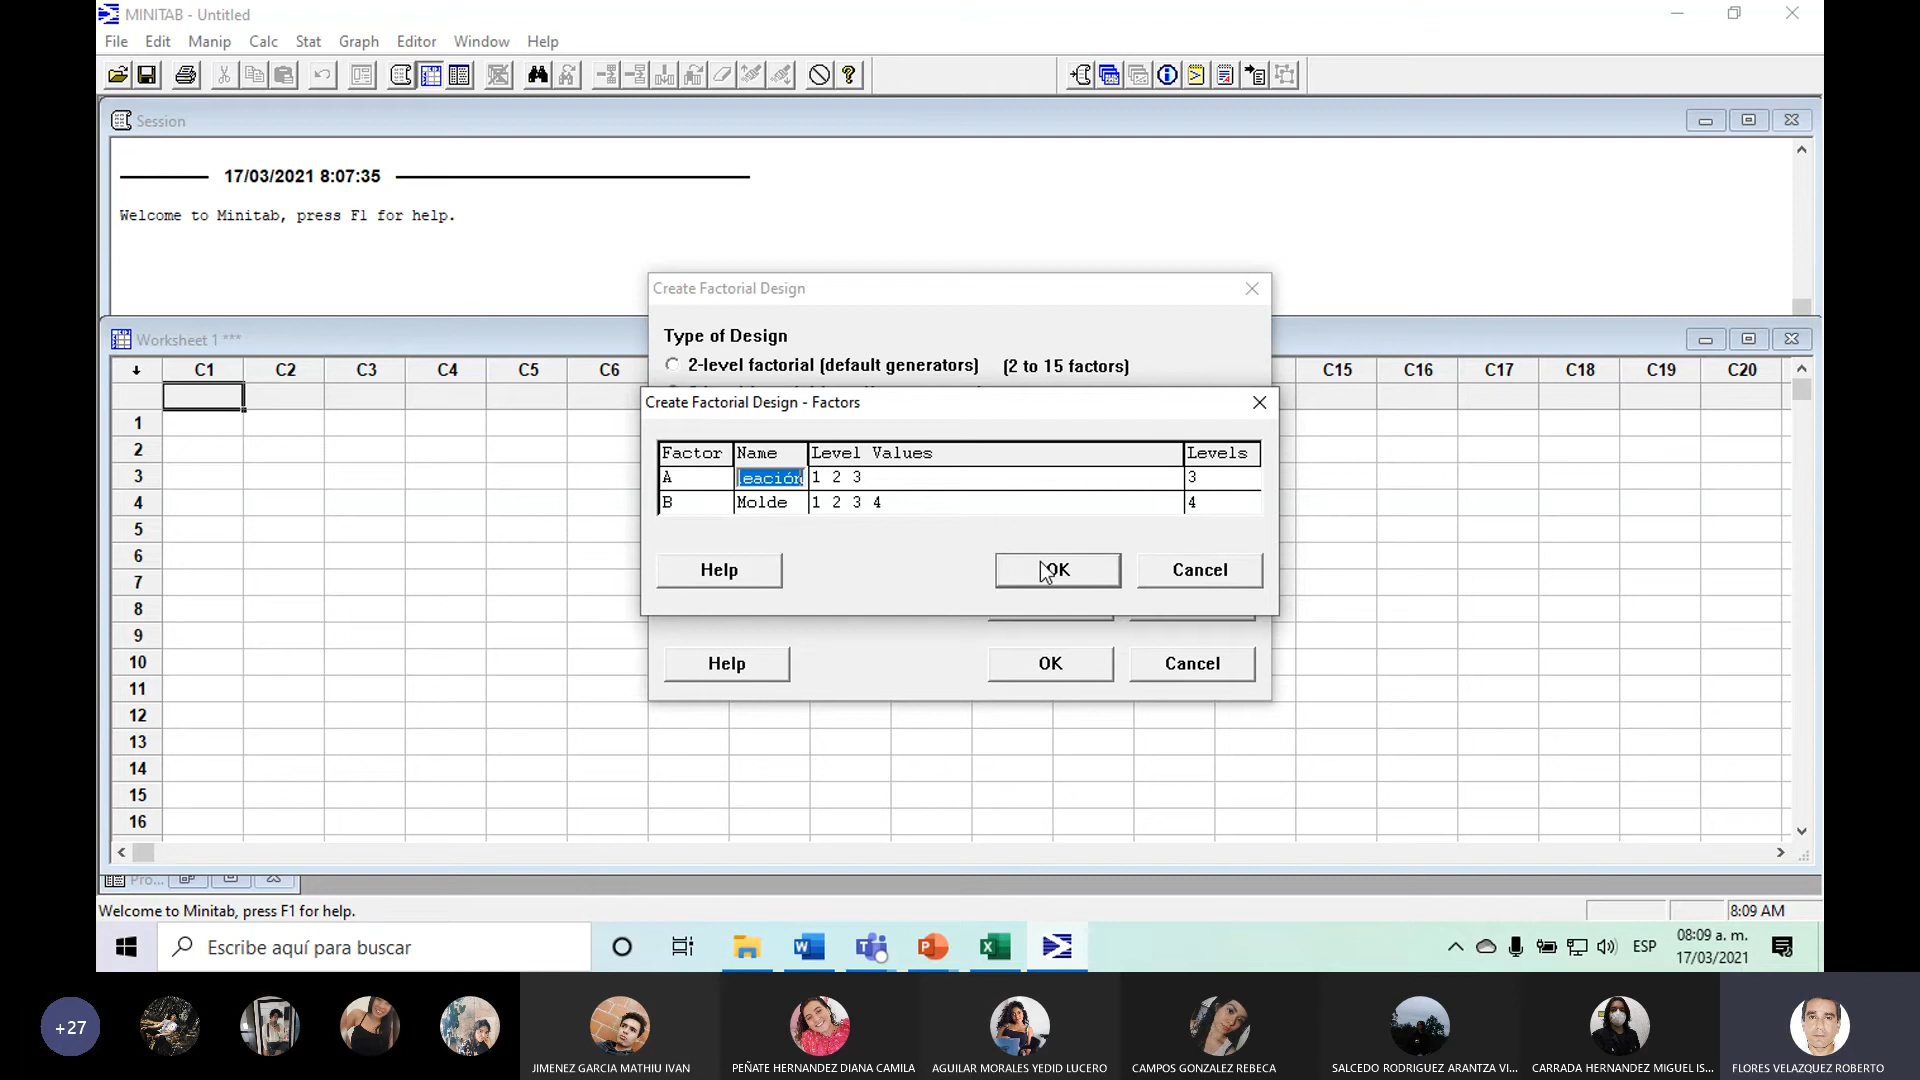 MINITAB - Untitled
File Edit Manip Calc Stat Graph Editor Window Help
Session
17/03/2021 8:07:35
Welcome to Minitab, press F1 for help.
Create Factorial Design
Type of Design
2-level factorial (default generators) (2 to 15 factors)
Worksheet 1 ***
C1 C2 C3 C4 C5 C6 C15 C16 C17 C18 C19 C20
Create Factorial Design - Factors
Factor Name Level Values Levels
A leación 1 2 3 3
B Molde 1 2 3 4 4
Help OK Cancel
Help OK Cancel
1
2
3
4
5
6
7
8
9
10
11
12
13
14
15
16
Pro...
Welcome to Minitab, press F1 for help.
8:09 AM
Escribe aquí para buscar
ESP
08:09 a. m.
17/03/2021
+27
JIMENEZ GARCIA MATHIU IVAN
PEÑATE HERNANDEZ DIANA CAMILA
AGUILAR MORALES YEDID LUCERO
CAMPOS GONZALEZ REBECA
SALCEDO RODRIGUEZ ARANTZA VI...
CARRADA HERNANDEZ MIGUEL IS...
FLORES VELAZQUEZ ROBERTO